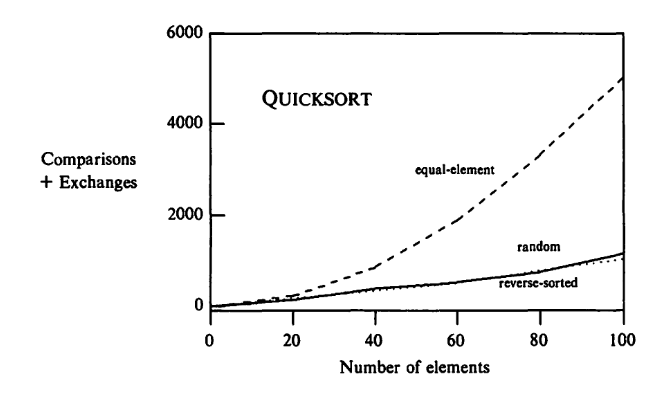 6000
QUICKSORT
4000
Comparisons
+ Exchanges
equal-element
2000
random
reverse-sorted
0
0 20 40 60 80 100
Number of elements